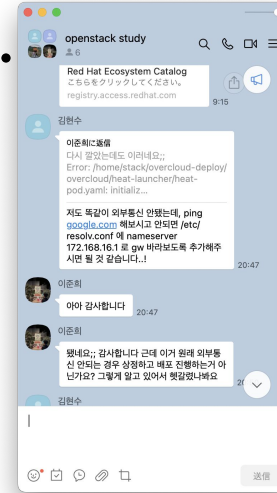 openstack study
6
Red Hat Ecosystem Catalog
こちらをクリックしてください。
registry.access.redhat.com
9:15
김현수
이준희に返信
다시 깔았는데도 이러네요;;
Error: /home/stack/overcloud-deploy/
overcloud/heat-launcher/heat-
pod.yaml: initializ...
저도 똑같이 외부통신 안됐는데, ping
google.com 해보시고 안되면 /etc/
resolv.conf 에 nameserver
172.168.16.1 로 gw 바라보도록 추가해주
시면 될 것 같습니다..!
20:47
이준희
아아 감사합니다
20:47
이준희
됐네요;; 감사합니다 근데 이거 원래 외부통
신 안되는 경우 상정하고 배포 진행하는거 아
닌가요? 그렇게 알고 있어서 헷갈렸나봐요
김현수
送信